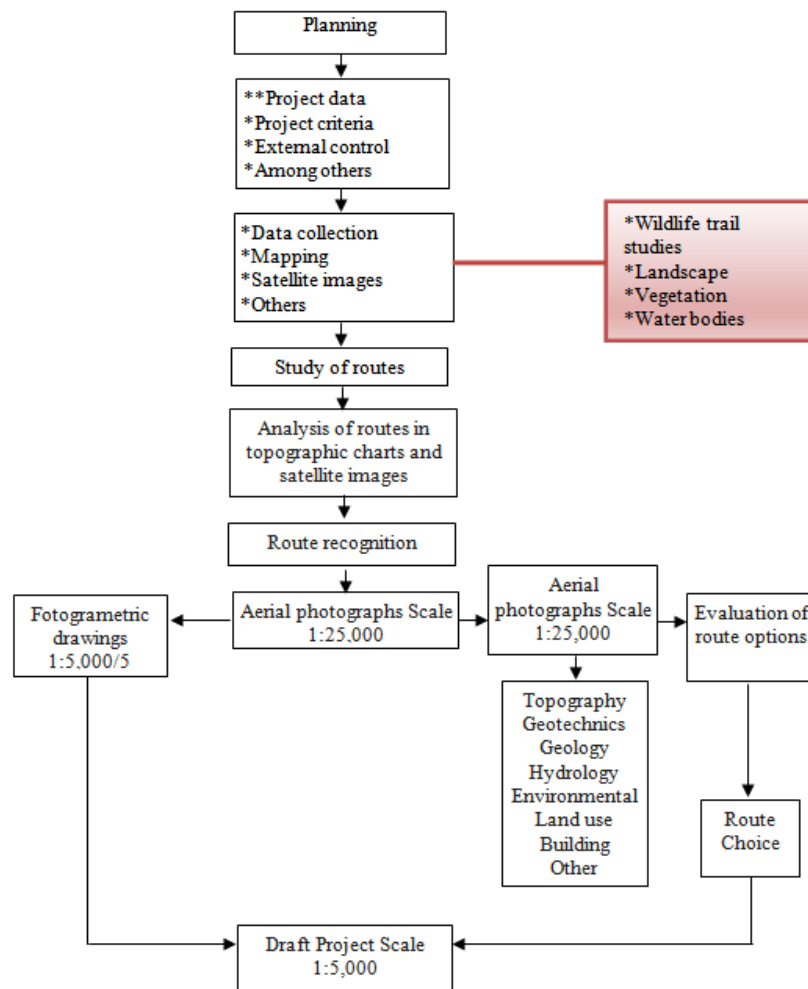 Planning
**Project data
*Project criteria
*External control
*Among others
*Data collection
*Mapping
*Satellite images
*Others
*Wildlife trail
studies
*Landscape
*Vegetation
*Water bodies
Study of routes
Analysis of routes in
topographic charts and
satellite images
Route recognition
Fotogrametric
drawings
1:5,000/5
Aerial photographs Scale
1:25,000
Aerial
photographs Scale
1:25,000
Evaluation of
route options
Topography
Geotechnics
Geology
Hydrology
Environmental
Land use
Building
Other
Route
Choice
Draft Project Scale
1:5,000